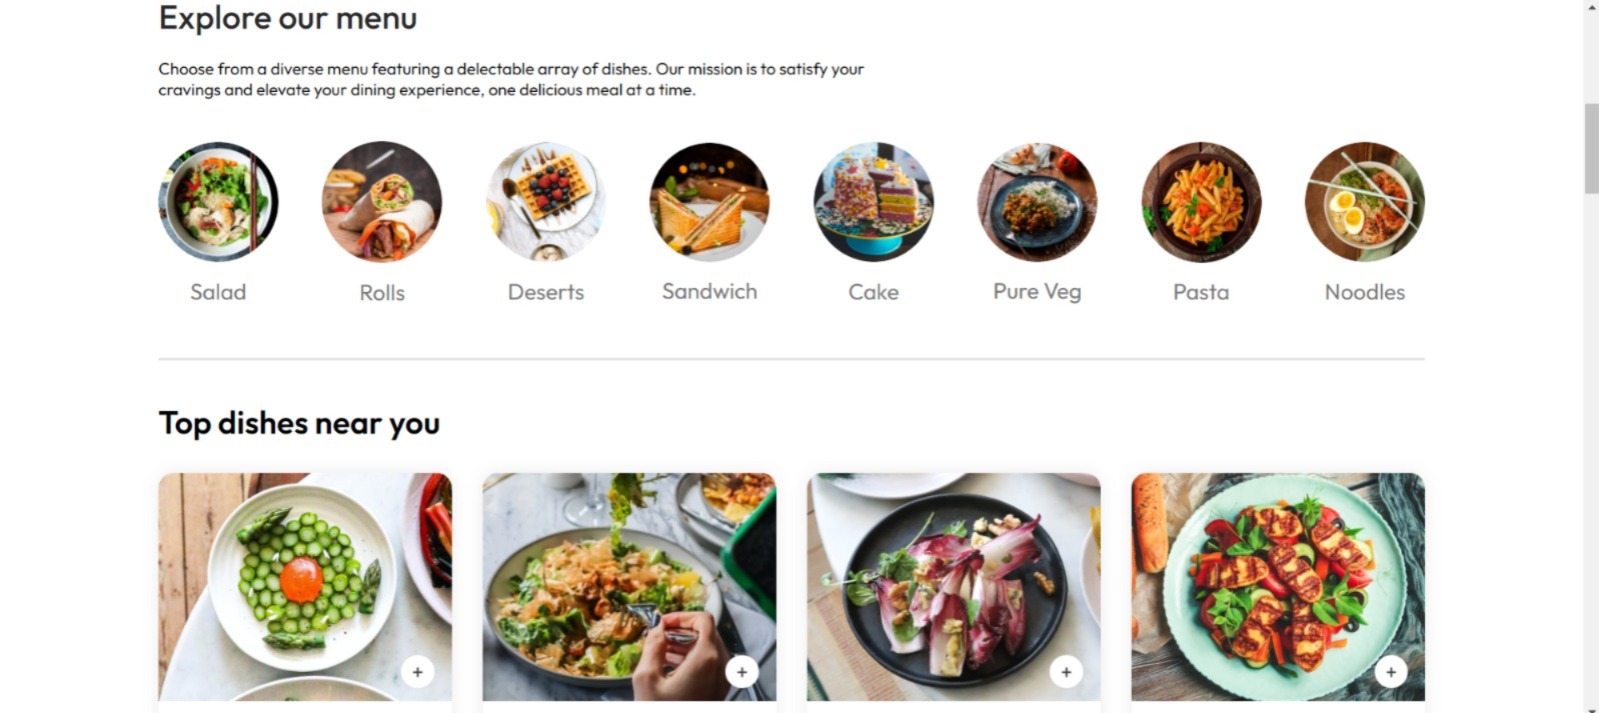 Explore our menu
Choose from a diverse menu featuring a delectable array of dishes. Our mission is to satisfy your
cravings and elevate your dining experience, one delicious meal at a time.
Salad Rolls Deserts Sandwich Cake Pure Veg Pasta Noodles
Top dishes near you